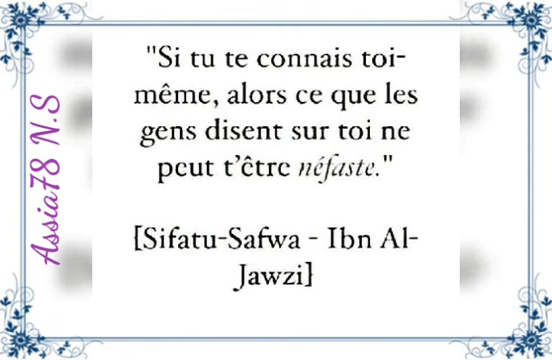 "Si tu te connais toi-
même, alors ce que les
gens disent sur toi ne
peut t'être néfaste."
[Sifatu-Safwa - Ibn Al-
Jawzi]
Assia78 N.S